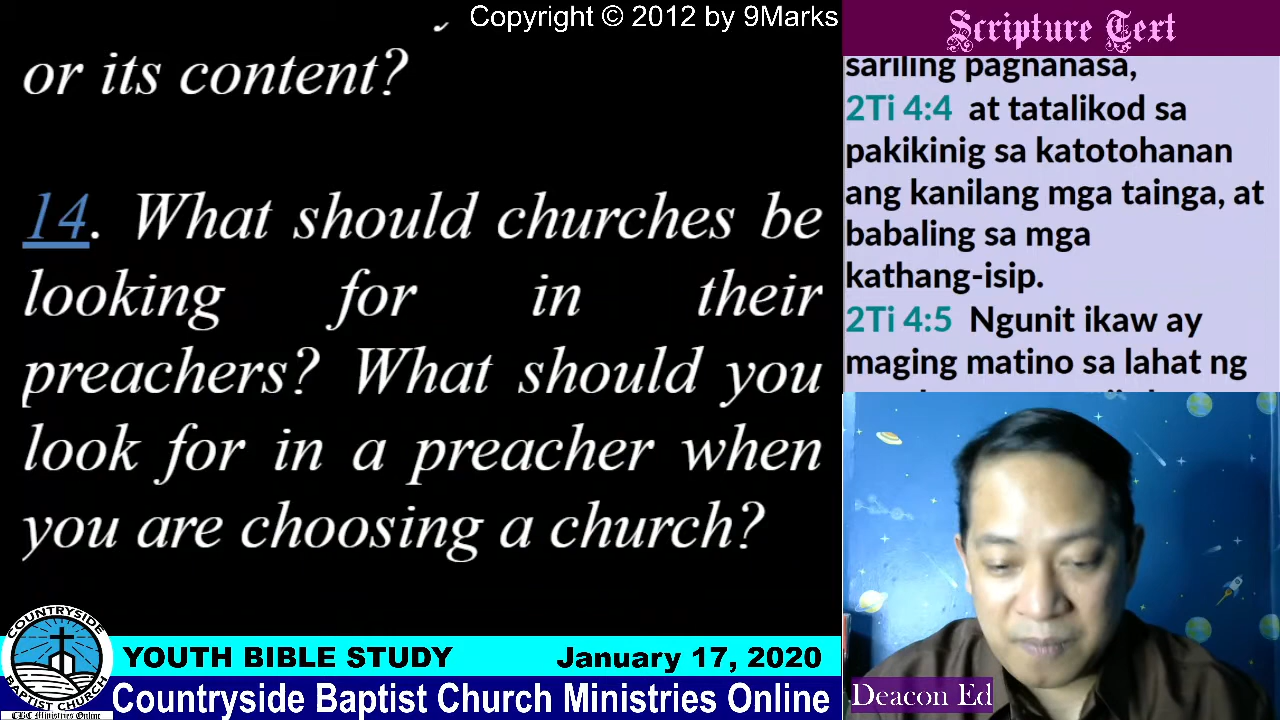 Copyright © 2012 by 9Marks
or its content?
14. What should churches be
looking for in their
preachers? What should you
look for in a preacher when
you are choosing a church?
Scripture Text
sariling pagnanasa,
2Ti 4:4 at tatalikod sa
pakikinig sa katotohanan
ang kanilang mga tainga, at
babaling sa mga
kathang-isip.
2Ti 4:5 Ngunit ikaw ay
maging matino sa lahat ng
Deacon Ed
COUNTRYSIDE
BAPTIST CHURCH
CBC Ministries Online
YOUTH BIBLE STUDY January 17, 2020
Countryside Baptist Church Ministries Online